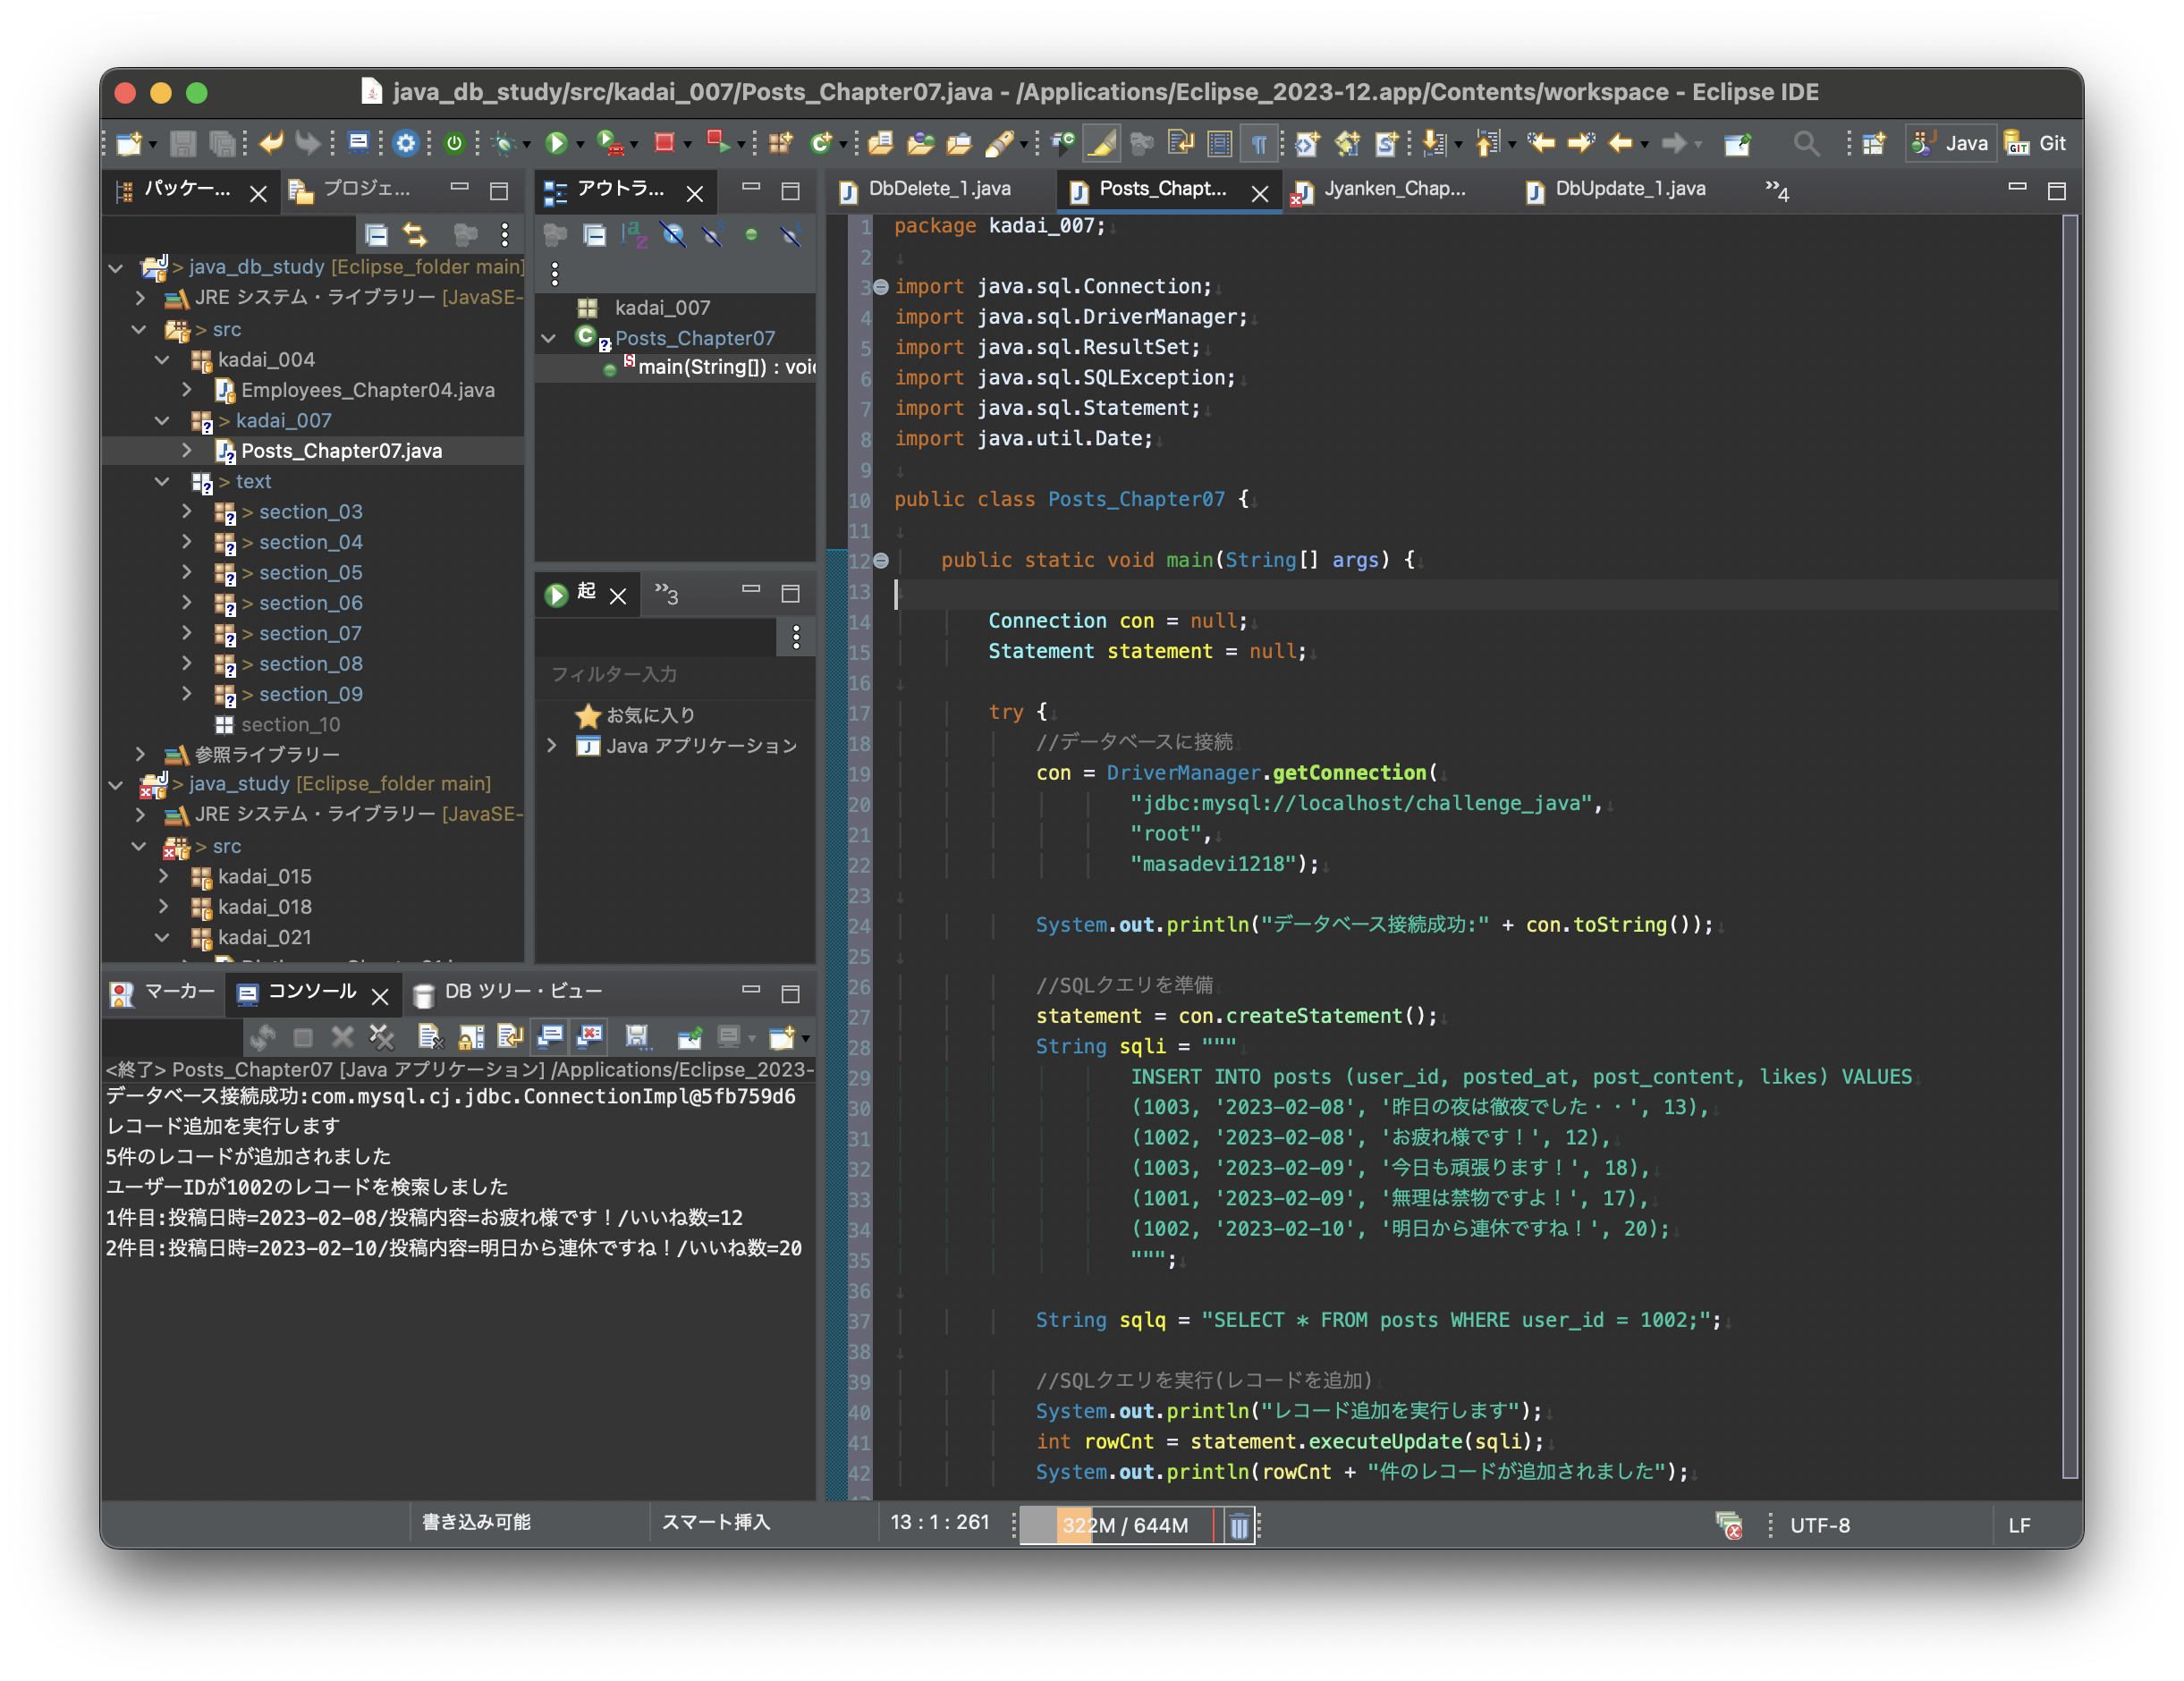 java_db_study/src/kadai_007/Posts_Chapter07.java - /Applications/Eclipse_2023-12.app/Contents/workspace - Eclipse IDE
Java
Git
パッケー...
プロジェ...
java_db_study [Eclipse_folder main]
JRE システム・ライブラリー [JavaSE-
> src
kadai_004
Employees_Chapter04.java
> kadai_007
Posts_Chapter07.java
> text
> section_03
> section_04
> section_05
> section_06
> section_07
> section_08
> section_09
section_10
参照ライブラリー
> java_study [Eclipse_folder main]
JRE システム・ライブラリー [JavaSE-
> src
kadai_015
kadai_018
kadai_021
アウトラ...
kadai_007
Posts_Chapter07
main(String[]) : void
起
»3
フィルター入力
お気に入り
Java アプリケーション
マーカー
コンソール
DB ツリー・ビュー
<終了> Posts_Chapter07 [Java アプリケーション] /Applications/Eclipse_2023-
データベース接続成功:com.mysql.cj.jdbc.ConnectionImpl@5fb759d6
レコード追加を実行します
5件のレコードが追加されました
ユーザーIDが1002のレコードを検索しました
1件目:投稿日時=2023-02-08/投稿内容=お疲れ様です！/いいね数=12
2件目:投稿日時=2023-02-10/投稿内容=明日から連休ですね！/いいね数=20
DbDelete_1.java
Posts_Chapt...
Jyanken_Chap...
DbUpdate_1.java
»4
1 package kadai_007;
2
3 import java.sql.Connection;
4 import java.sql.DriverManager;
5 import java.sql.ResultSet;
6 import java.sql.SQLException;
7 import java.sql.Statement;
8 import java.util.Date;
9
10 public class Posts_Chapter07 {
11
12 public static void main(String[] args) {
13
14 Connection con = null;
15 Statement statement = null;
16
17 try {
18 //データベースに接続
19 con = DriverManager.getConnection(
20 "jdbc:mysql://localhost/challenge_java",
21 "root",
22 "masadevi1218");
23
24 System.out.println("データベース接続成功:" + con.toString());
25
26 //SQLクエリを準備
27 statement = con.createStatement();
28 String sqli = """
29 INSERT INTO posts (user_id, posted_at, post_content, likes) VALUES
30 (1003, '2023-02-08', '昨日の夜は徹夜でした・・', 13),
31 (1002, '2023-02-08', 'お疲れ様です！', 12),
32 (1003, '2023-02-09', '今日も頑張ります！', 18),
33 (1001, '2023-02-09', '無理は禁物ですよ！', 17),
34 (1002, '2023-02-10', '明日から連休ですね！', 20);
35 """;
36
37 String sqlq = "SELECT * FROM posts WHERE user_id = 1002;";
38
39 //SQLクエリを実行(レコードを追加)
40 System.out.println("レコード追加を実行します");
41 int rowCnt = statement.executeUpdate(sqli);
42 System.out.println(rowCnt + "件のレコードが追加されました");
書き込み可能
スマート挿入
13 : 1 : 261
322M / 644M
UTF-8
LF